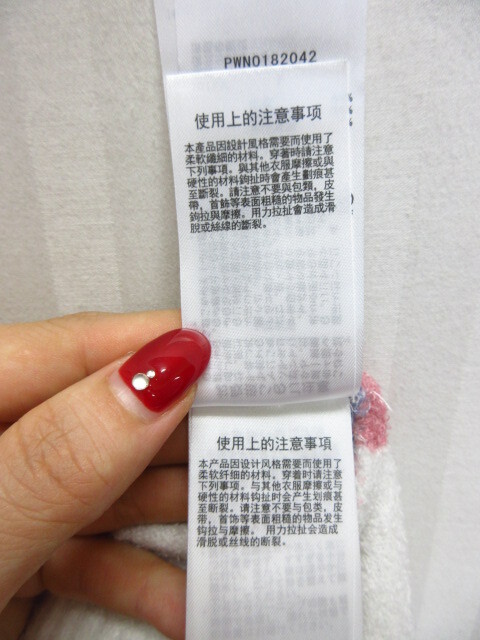 PWN0182042
使用上的注意事项
本產品因設計風格需要而使用了
柔軟纖細的材料。穿著時請注意
下列事項。與其他衣服摩擦或與
硬性的材料鉤扯時會產生劃痕甚
至斷裂。請注意不要與包類，皮
帶，首飾等表面粗糙的物品發生
鉤拉與摩擦。用力拉扯會造成滑
脫或絲線的斷裂。
使用上的注意事項
本产品因设计风格需要而使用了
柔软纤细的材料。穿着时请注意
下列事项。与其他衣服摩擦或与
硬性的材料钩扯时会产生划痕甚
至断裂。请注意不要与包类，皮
带，首饰等表面粗糙的物品发生
钩拉与摩擦。 用力拉扯会造成
滑脱或丝线的断裂。